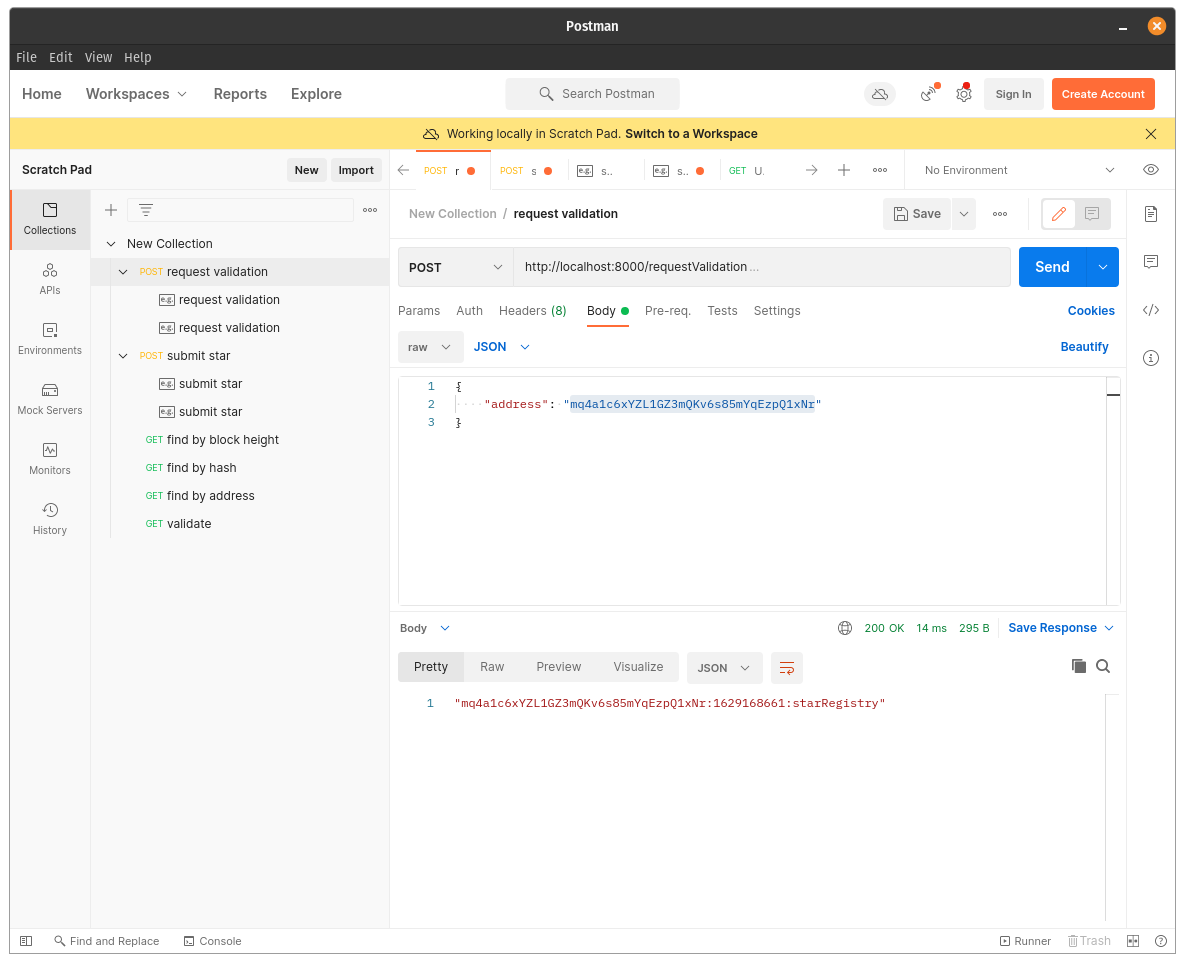 Postman
File Edit View Help
Home Workspaces Reports Explore Search Postman Sign In Create Account
Working locally in Scratch Pad. Switch to a Workspace
Scratch Pad New Import
POST r POST s e.g. s.. e.g. s.. GET U. No Environment
Collections
APIs
Environments
Mock Servers
Monitors
History
New Collection
POST request validation
e.g. request validation
e.g. request validation
POST submit star
e.g. submit star
e.g. submit star
GET find by block height
GET find by hash
GET find by address
GET validate
New Collection / request validation Save
POST http://localhost:8000/requestValidation ... Send
Params Auth Headers (8) Body Pre-req. Tests Settings Cookies
raw JSON Beautify
1 {
2 "address": "mq4a1c6xYZL1GZ3mQKv6s85mYqEzpQ1xNr"
3 }
Body 200 OK 14 ms 295 B Save Response
Pretty Raw Preview Visualize JSON
1 "mq4a1c6xYZL1GZ3mQKv6s85mYqEzpQ1xNr:1629168661:starRegistry"
Find and Replace Console Runner Trash